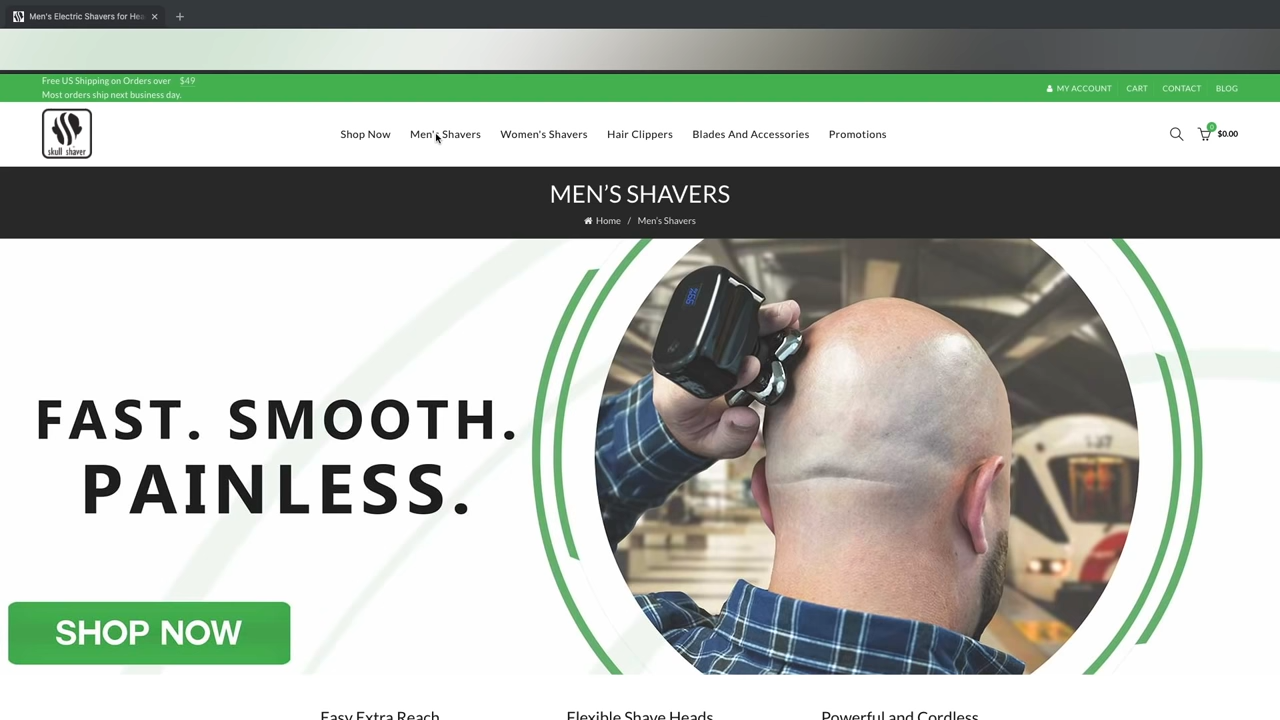 Men's Electric Shavers for Hea
Free US Shipping on Orders over $49
Most orders ship next business day.
MY ACCOUNT CART CONTACT BLOG
skull shaver
Shop Now Men's Shavers Women's Shavers Hair Clippers Blades And Accessories Promotions
0 $0.00
MEN’S SHAVERS
Home / Men’s Shavers
95%
137
FAST. SMOOTH.
PAINLESS.
SHOP NOW
Easy Extra Reach Flexible Shave Heads Powerful and Cordless